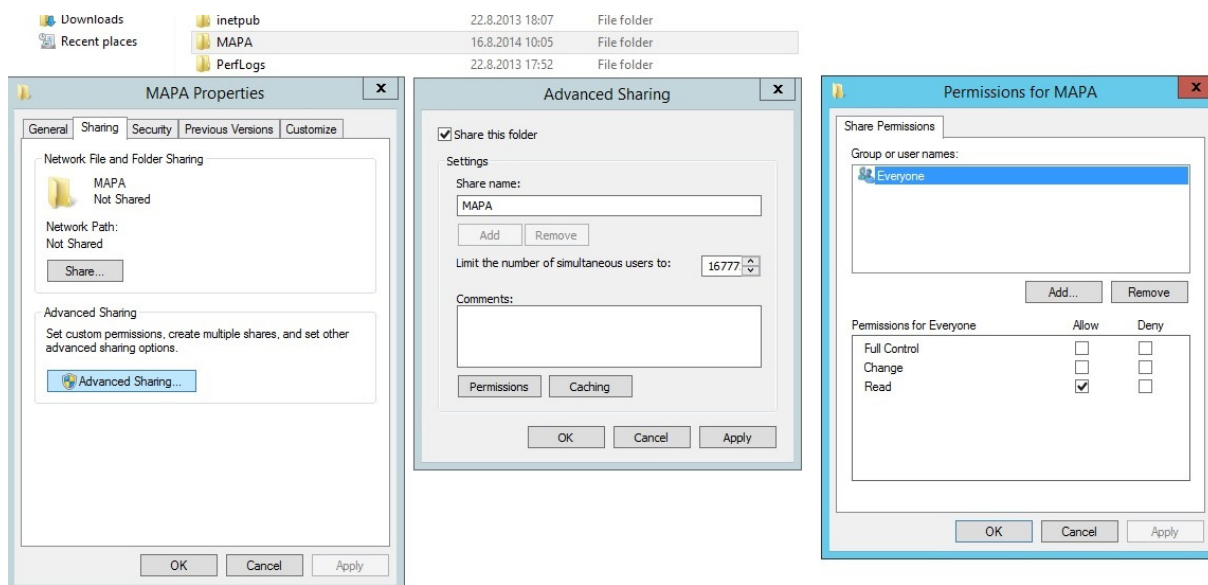 Downloads
inetpub 22.8.2013 18:07 File folder
Recent places
MAPA 16.8.2014 10:05 File folder
PerfLogs 22.8.2013 17:52 File folder
MAPA Properties
x
General Sharing Security Previous Versions Customize
Network File and Folder Sharing
MAPA
Not Shared
Network Path:
Not Shared
Share...
Advanced Sharing
Set custom permissions, create multiple shares, and set other
advanced sharing options.
Advanced Sharing...
OK Cancel Apply
Advanced Sharing
x
Share this folder
Settings
Share name:
MAPA
Add Remove
Limit the number of simultaneous users to: 16777
Comments:
Permissions Caching
OK Cancel Apply
Permissions for MAPA
x
Share Permissions
Group or user names:
Everyone
Add... Remove
Permissions for Everyone Allow Deny
Full Control
Change
Read
OK Cancel Apply